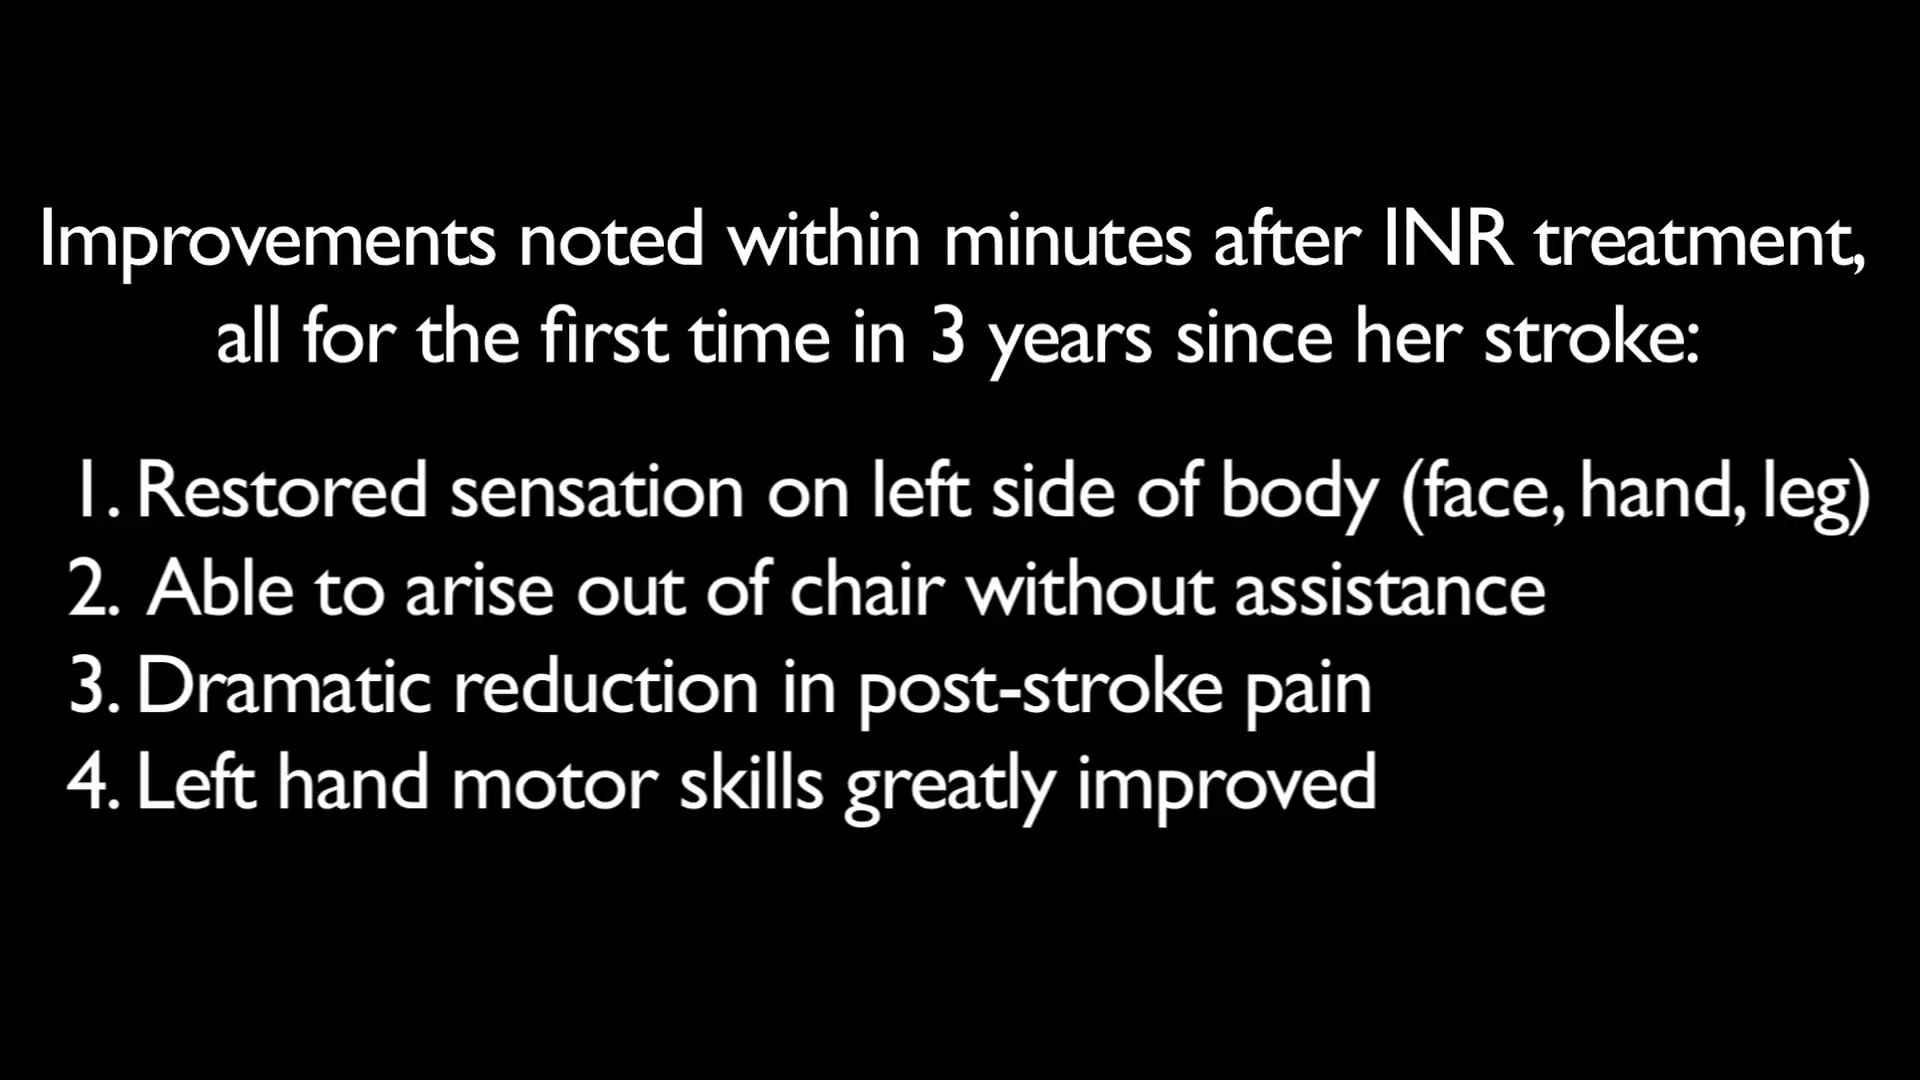 Improvements noted within minutes after INR treatment,
all for the first time in 3 years since her stroke:
1. Restored sensation on left side of body (face, hand, leg)
2. Able to arise out of chair without assistance
3. Dramatic reduction in post-stroke pain
4. Left hand motor skills greatly improved